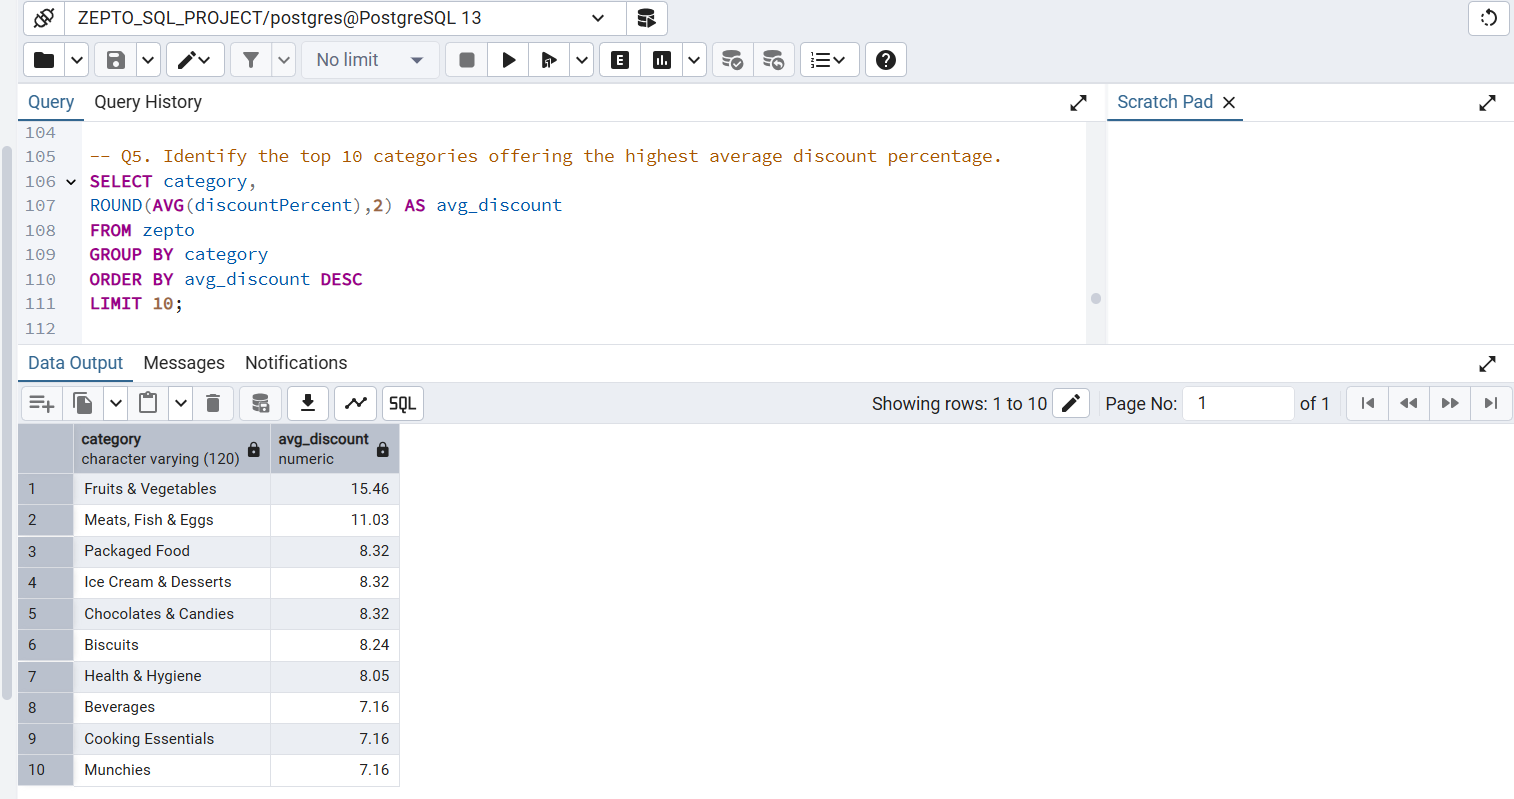 ZEPTO_SQL_PROJECT/postgres@PostgreSQL 13
No limit
E
Query Query History
Scratch Pad
104
105 -- Q5. Identify the top 10 categories offering the highest average discount percentage.
106 SELECT category,
107 ROUND(AVG(discountPercent),2) AS avg_discount
108 FROM zepto
109 GROUP BY category
110 ORDER BY avg_discount DESC
111 LIMIT 10;
112
Data Output Messages Notifications
SQL Showing rows: 1 to 10 Page No: 1 of 1
category avg_discount
character varying (120) numeric
1 Fruits & Vegetables 15.46
2 Meats, Fish & Eggs 11.03
3 Packaged Food 8.32
4 Ice Cream & Desserts 8.32
5 Chocolates & Candies 8.32
6 Biscuits 8.24
7 Health & Hygiene 8.05
8 Beverages 7.16
9 Cooking Essentials 7.16
10 Munchies 7.16